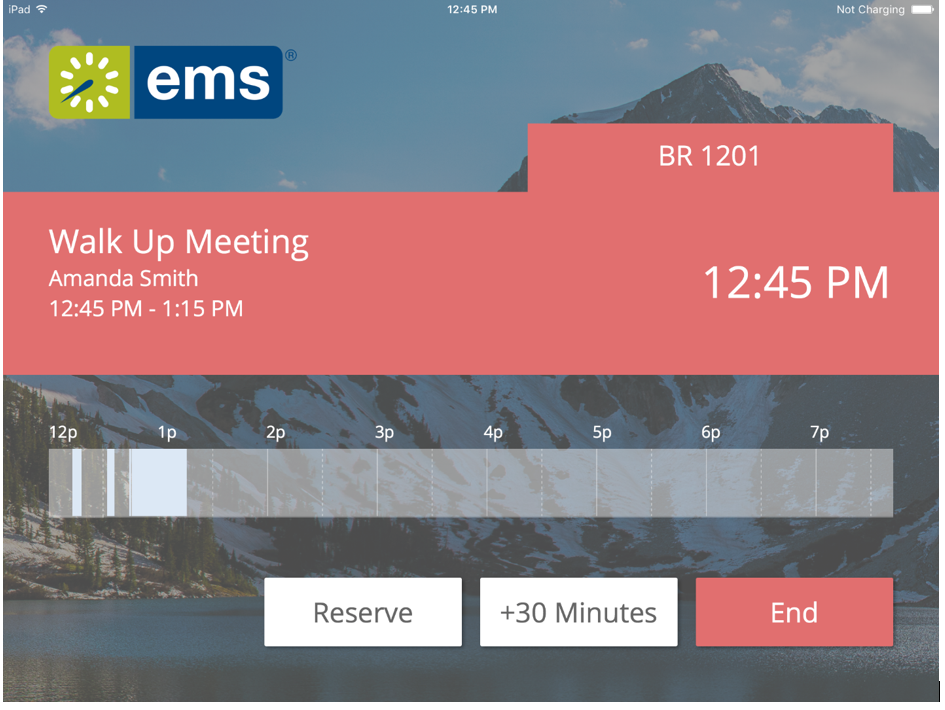 iPad 12:45 PM Not Charging
ems®
BR 1201
Walk Up Meeting
Amanda Smith
12:45 PM - 1:15 PM
12:45 PM
12p 1p 2p 3p 4p 5p 6p 7p
Reserve +30 Minutes End